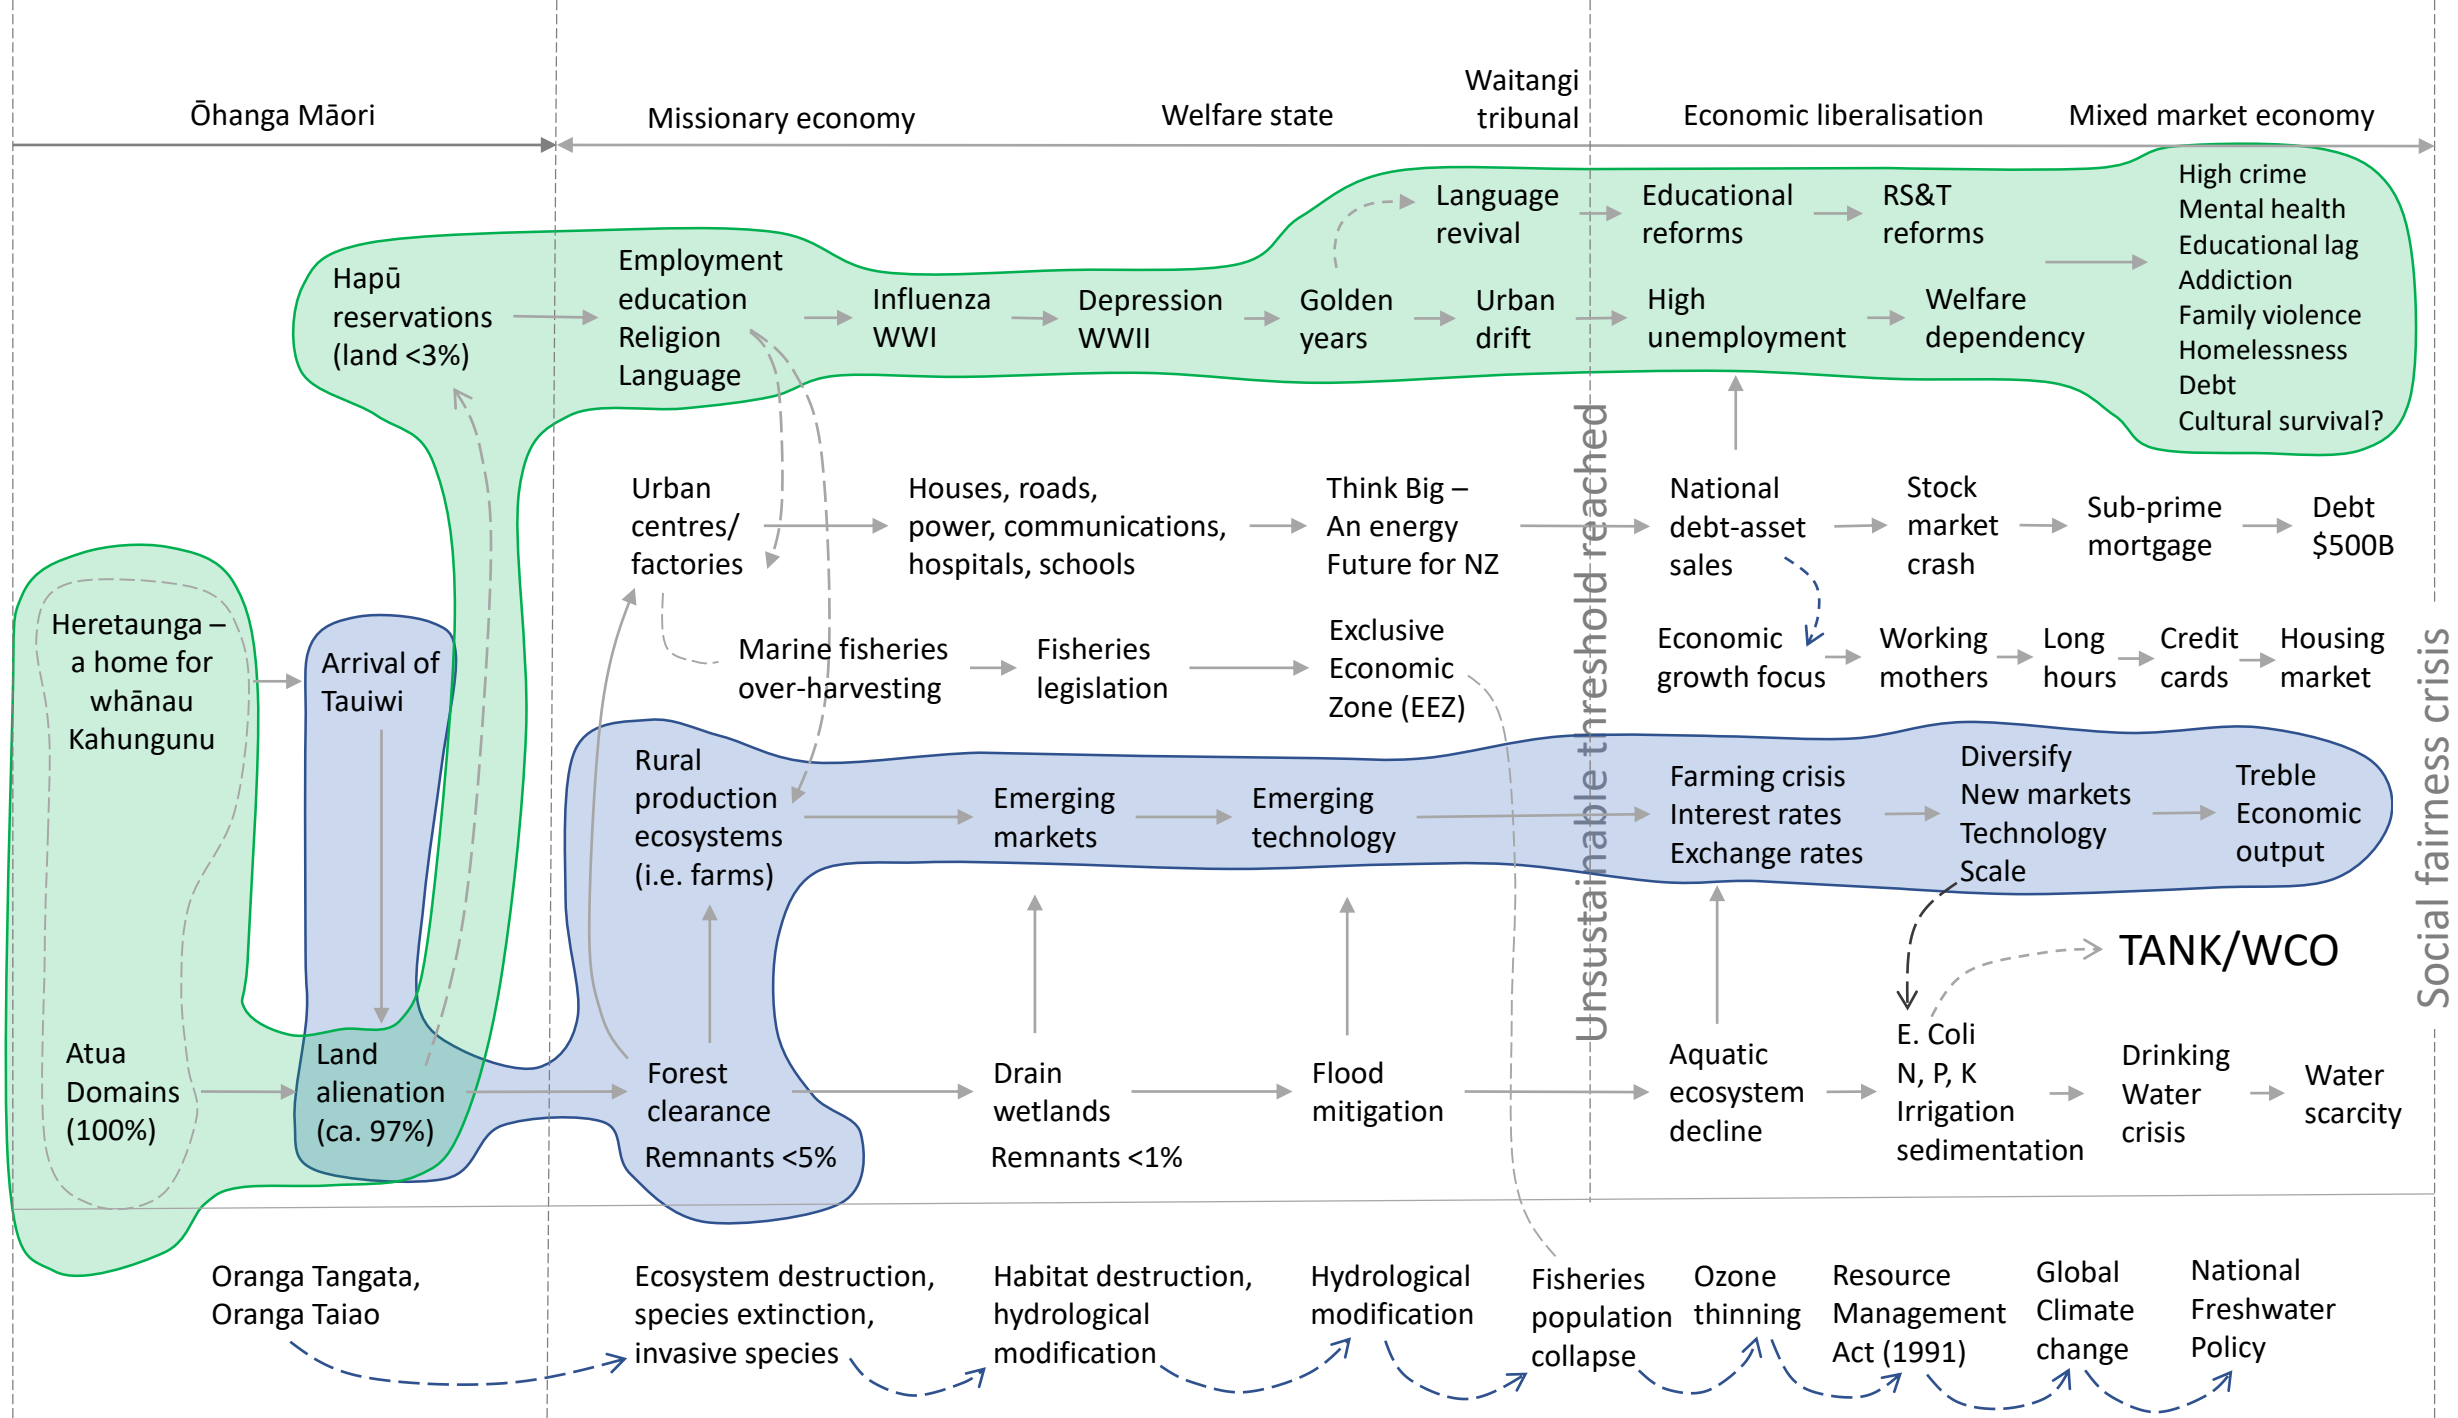 Ōhanga Māori
Missionary economy
Welfare state
Waitangi
tribunal
Economic liberalisation
Mixed market economy
Hapū
reservations
(land <3%)
Employment
education
Religion
Language
Influenza
WWI
Depression
WWII
Golden
years
Language
revival
Urban
drift
Educational
reforms
RS&T
reforms
High
unemployment
Welfare
dependency
High crime
Mental health
Educational lag
Addiction
Family violence
Homelessness
Debt
Cultural survival?
Urban
centres/
factories
Houses, roads,
power, communications,
hospitals, schools
Think Big –
An energy
Future for NZ
Unsustainable threshold reached
National
debt-asset
sales
Stock
market
crash
Sub-prime
mortgage
Debt
$500B
Heretaunga –
a home for
whānau
Kahungunu
Arrival of
Tauiwi
Marine fisheries
over-harvesting
Fisheries
legislation
Exclusive
Economic
Zone (EEZ)
Economic
growth focus
Working
mothers
Long
hours
Credit
cards
Housing
market
Social fairness crisis
Rural
production
ecosystems
(i.e. farms)
Emerging
markets
Emerging
technology
Farming crisis
Interest rates
Exchange rates
Diversify
New markets
Technology
Scale
Treble
Economic
output
TANK/WCO
Atua
Domains
(100%)
Land
alienation
(ca. 97%)
Forest
clearance
Remnants <5%
Drain
wetlands
Remnants <1%
Flood
mitigation
Aquatic
ecosystem
decline
E. Coli
N, P, K
Irrigation
sedimentation
Drinking
Water
crisis
Water
scarcity
Oranga Tangata,
Oranga Taiao
Ecosystem destruction,
species extinction,
invasive species
Habitat destruction,
hydrological
modification
Hydrological
modification
Fisheries
population
collapse
Ozone
thinning
Resource
Management
Act (1991)
Global
Climate
change
National
Freshwater
Policy